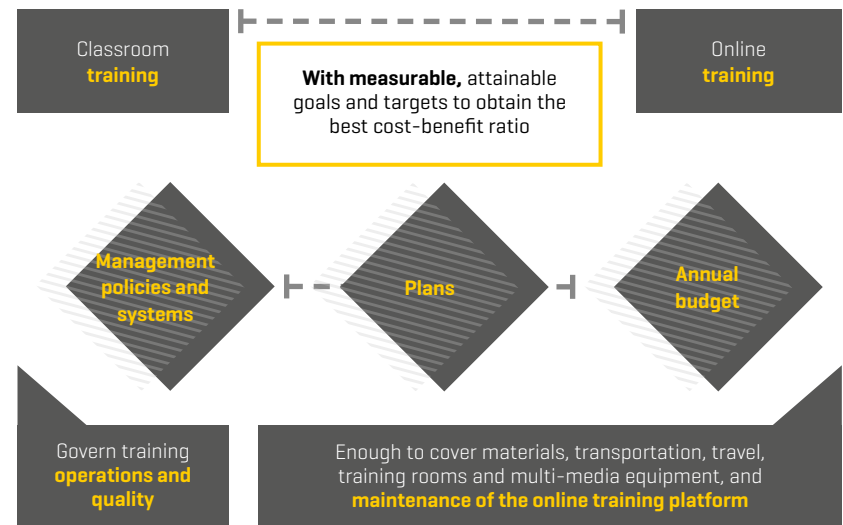 Classroom
training
Online
training
With measurable, attainable
goals and targets to obtain the
best cost-benefit ratio
Management
policies and
systems
Plans
Annual
budget
Govern training
operations and
quality
Enough to cover materials, transportation, travel,
training rooms and multi-media equipment, and
maintenance of the online training platform